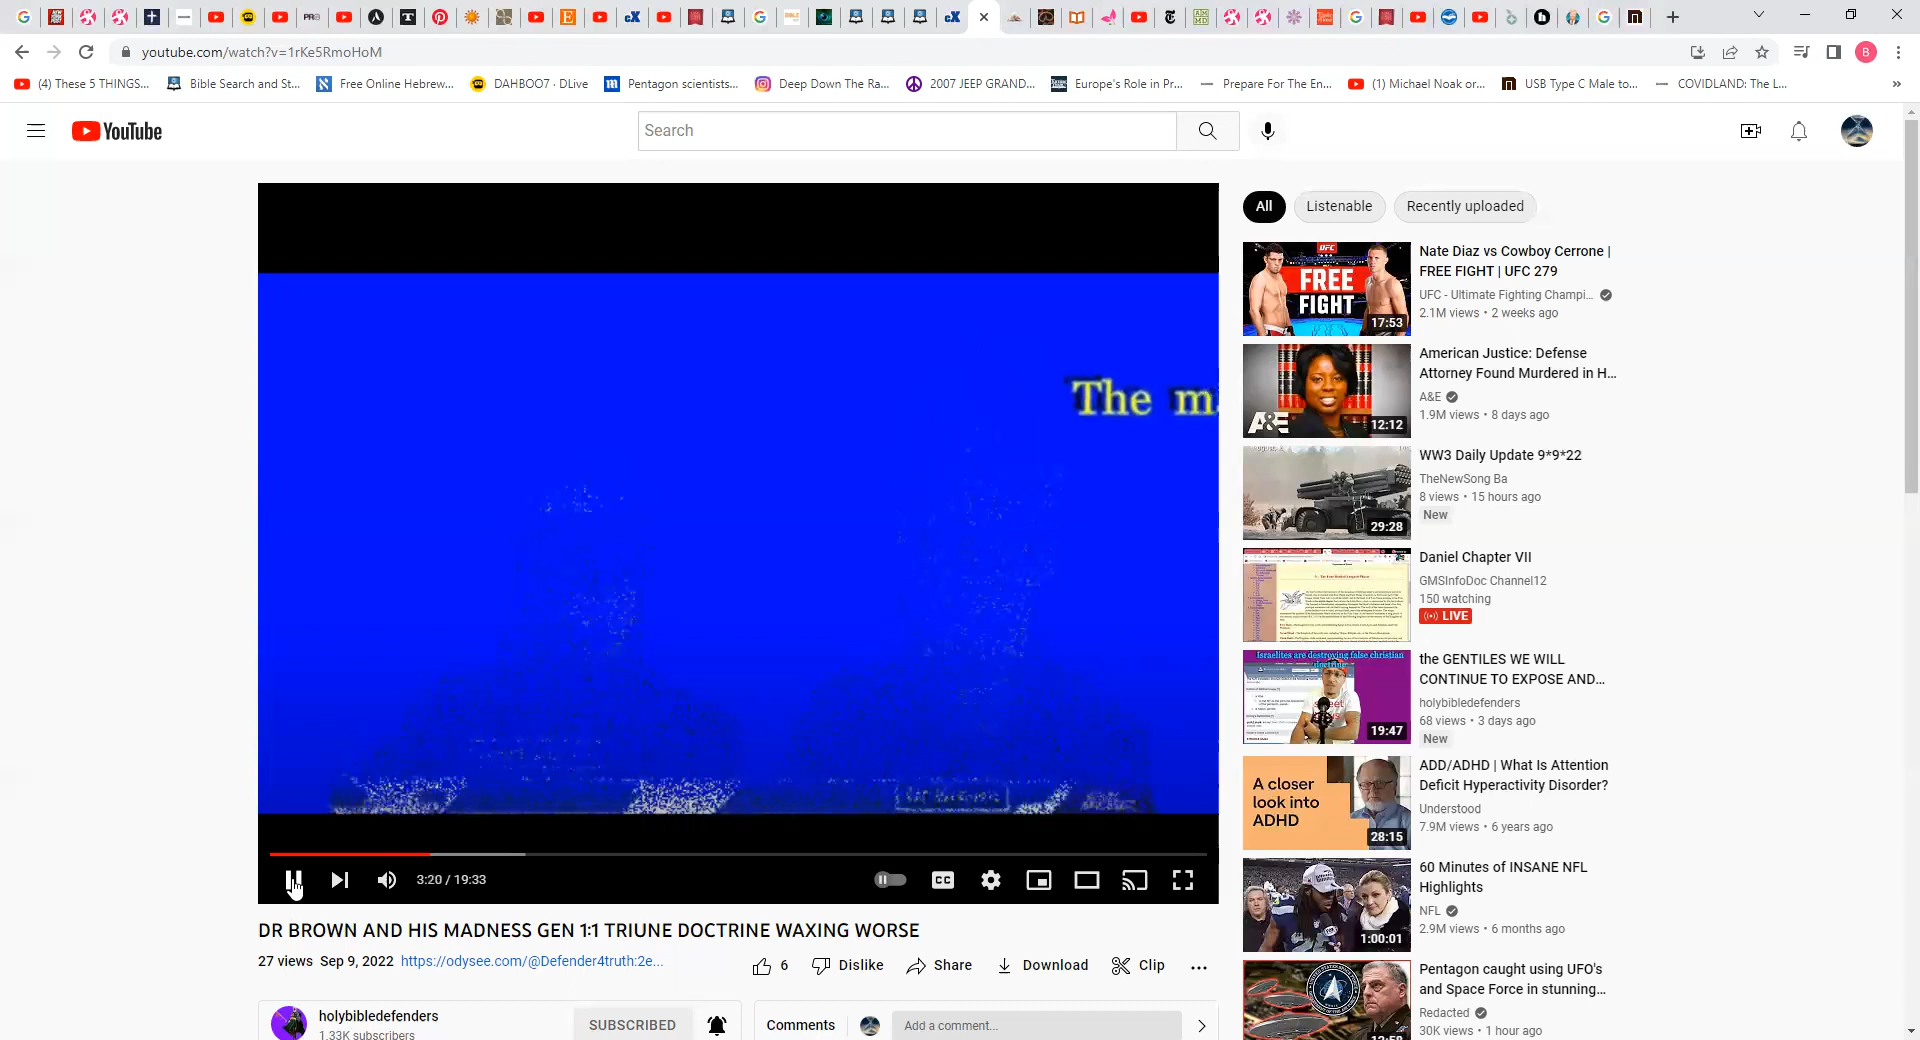 youtube.com/watch?v=1rKe5RmoHoM
B
(4) These 5 THINGS...
Bible Search and St...
Free Online Hebrew...
DAHBOO7 · DLive
Pentagon scientists...
Deep Down The Ra...
2007 JEEP GRAND...
Europe's Role in Pr...
Prepare For The En...
(1) Michael Noak or...
USB Type C Male to...
COVIDLAND: The L...
YouTube
Search
The m
3:20 / 19:33
CC
DR BROWN AND HIS MADNESS GEN 1:1 TRIUNE DOCTRINE WAXING WORSE
27 views Sep 9, 2022 https://odysee.com/@Defender4truth:2e...
6
Dislike
Share
Download
Clip
holybibledefenders
1.33K subscribers
SUBSCRIBED
Comments
Add a comment...
All
Listenable
Recently uploaded
UFC
FREE
FIGHT
17:53
Nate Diaz vs Cowboy Cerrone |
FREE FIGHT | UFC 279
UFC - Ultimate Fighting Champi...
2.1M views • 2 weeks ago
A&E
12:12
American Justice: Defense
Attorney Found Murdered in H...
A&E
1.9M views • 8 days ago
29:28
WW3 Daily Update 9*9*22
TheNewSong Ba
8 views • 15 hours ago
New
Daniel Chapter VII
GMSInfoDoc Channel12
150 watching
LIVE
Israelites are destroying false christian
doctrine
19:47
the GENTILES WE WILL
CONTINUE TO EXPOSE AND...
holybibledefenders
68 views • 3 days ago
New
A closer
look into
ADHD
28:15
ADD/ADHD | What Is Attention
Deficit Hyperactivity Disorder?
Understood
7.9M views • 6 years ago
1:00:01
60 Minutes of INSANE NFL
Highlights
NFL
2.9M views • 6 months ago
Pentagon caught using UFO's
and Space Force in stunning...
Redacted
30K views • 1 hour ago